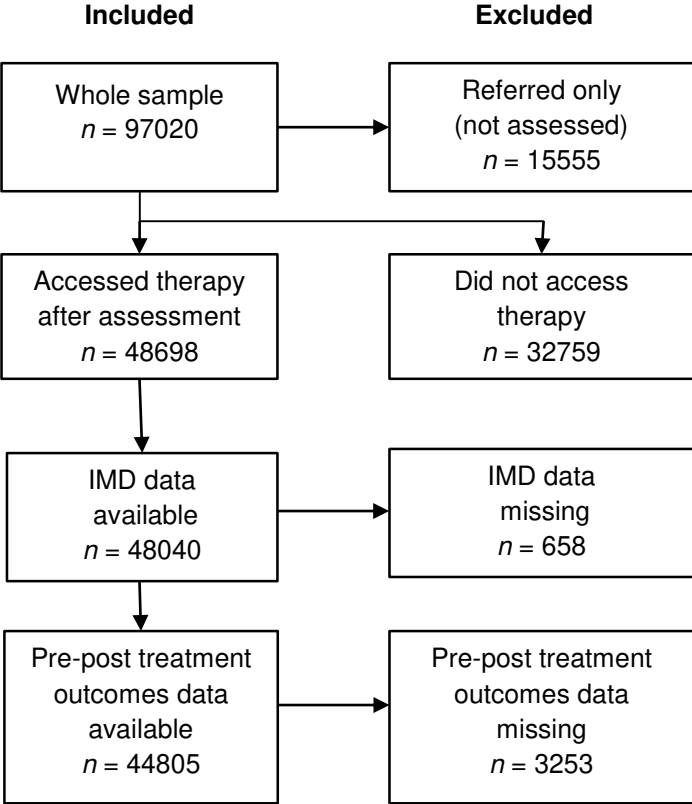 Included
Excluded
Whole sample
n = 97020
Referred only
(not assessed)
n = 15555
Accessed therapy
after assessment
n = 48698
Did not access
therapy
n = 32759
IMD data
available
n = 48040
IMD data
missing
n = 658
Pre-post treatment
outcomes data
available
n = 44805
Pre-post treatment
outcomes data
missing
n = 3253